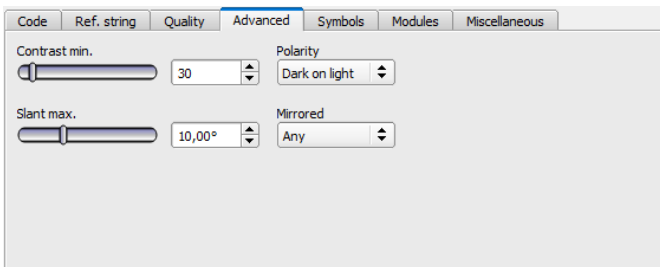 Code Ref. string Quality Advanced Symbols Modules Miscellaneous
Contrast min. Polarity
30 Dark on light
Slant max. Mirrored
10,00° Any